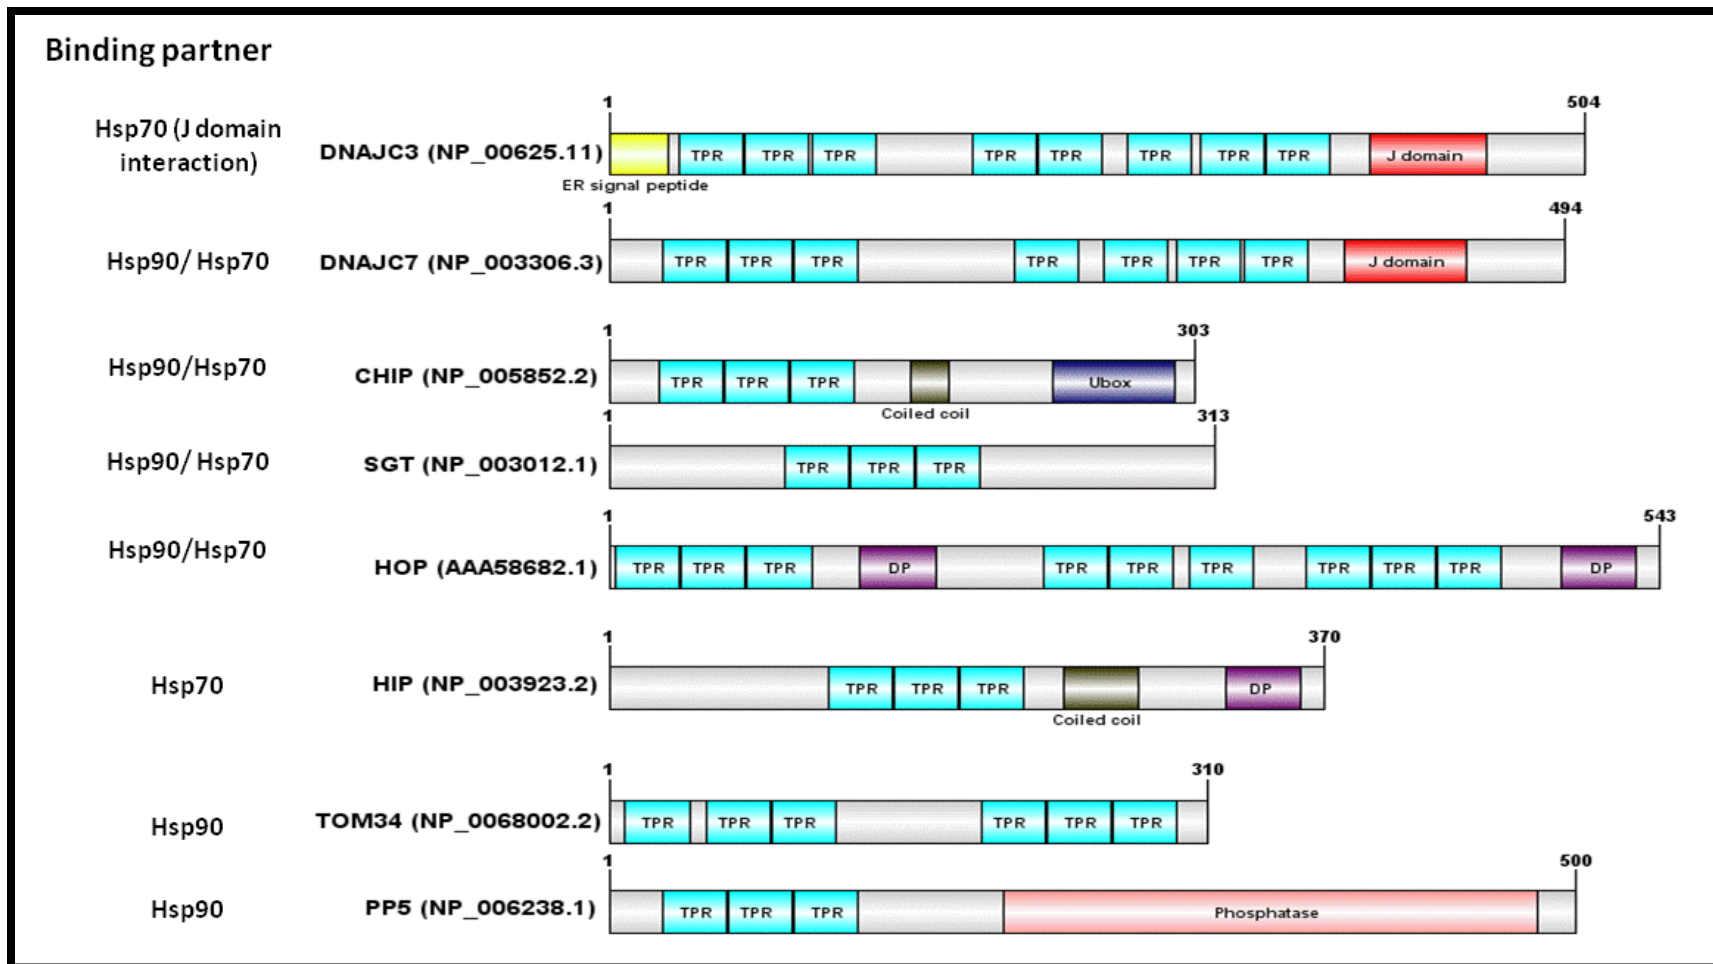 Binding partner
1 504
Hsp70 (J domain
interaction)
DNAJC3 (NP_00625.11)
TPR TPR TPR TPR TPR TPR TPR TPR J domain
ER signal peptide
1 494
Hsp90/ Hsp70 DNAJC7 (NP_003306.3)
TPR TPR TPR TPR TPR TPR TPR J domain
1 303
Hsp90/Hsp70 CHIP (NP_005852.2)
TPR TPR TPR Ubox
Coiled coil
1 313
Hsp90/ Hsp70 SGT (NP_003012.1)
TPR TPR TPR
1 543
Hsp90/Hsp70 HOP (AAA58682.1)
TPR TPR TPR DP TPR TPR TPR TPR TPR TPR DP
1 370
Hsp70 HIP (NP_003923.2)
TPR TPR TPR DP
Coiled coil
1 310
Hsp90 TOM34 (NP_0068002.2)
TPR TPR TPR TPR TPR TPR
1 500
Hsp90 PP5 (NP_006238.1)
TPR TPR TPR Phosphatase